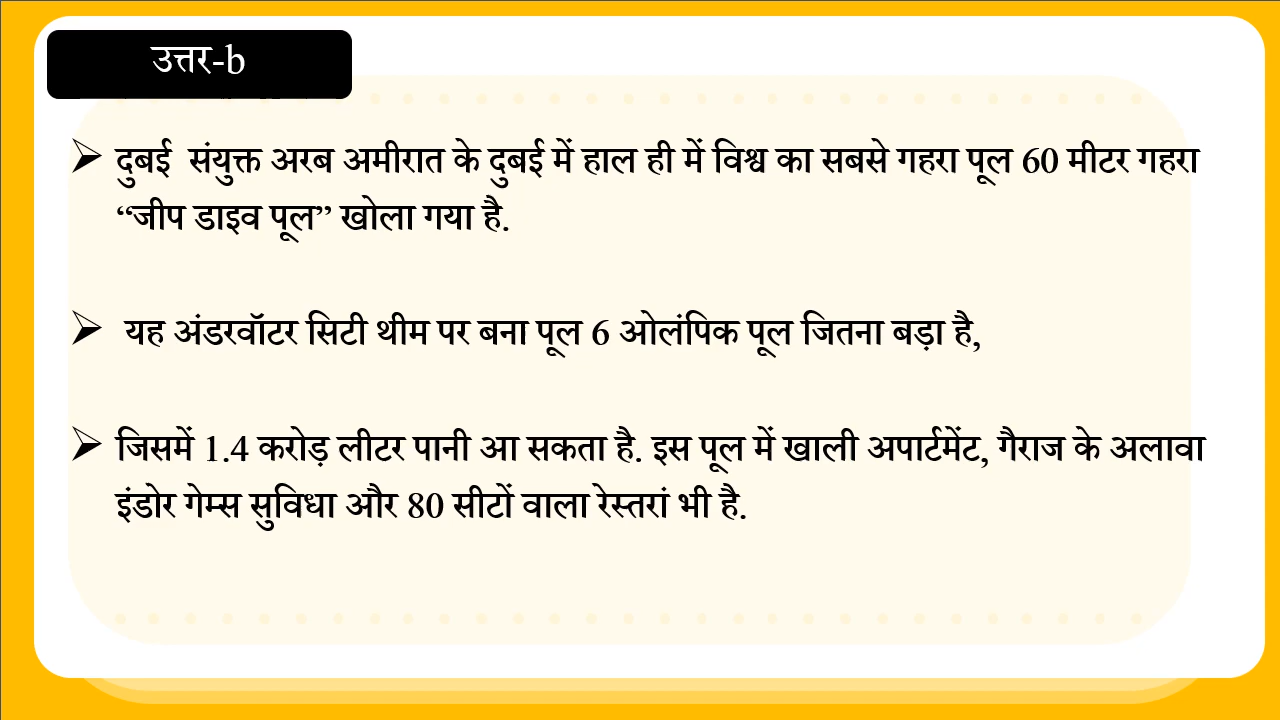 उत्तर-b
➢ दुबई  संयुक्त अरब अमीरात के दुबई में हाल ही में विश्व का सबसे गहरा पूल 60 मीटर गहरा
“जीप डाइव पूल” खोला गया है.
➢ यह अंडरवॉटर सिटी थीम पर बना पूल 6 ओलंपिक पूल जितना बड़ा है,
➢ जिसमें 1.4 करोड़ लीटर पानी आ सकता है. इस पूल में खाली अपार्टमेंट, गैराज के अलावा
इंडोर गेम्स सुविधा और 80 सीटों वाला रेस्तरां भी है.